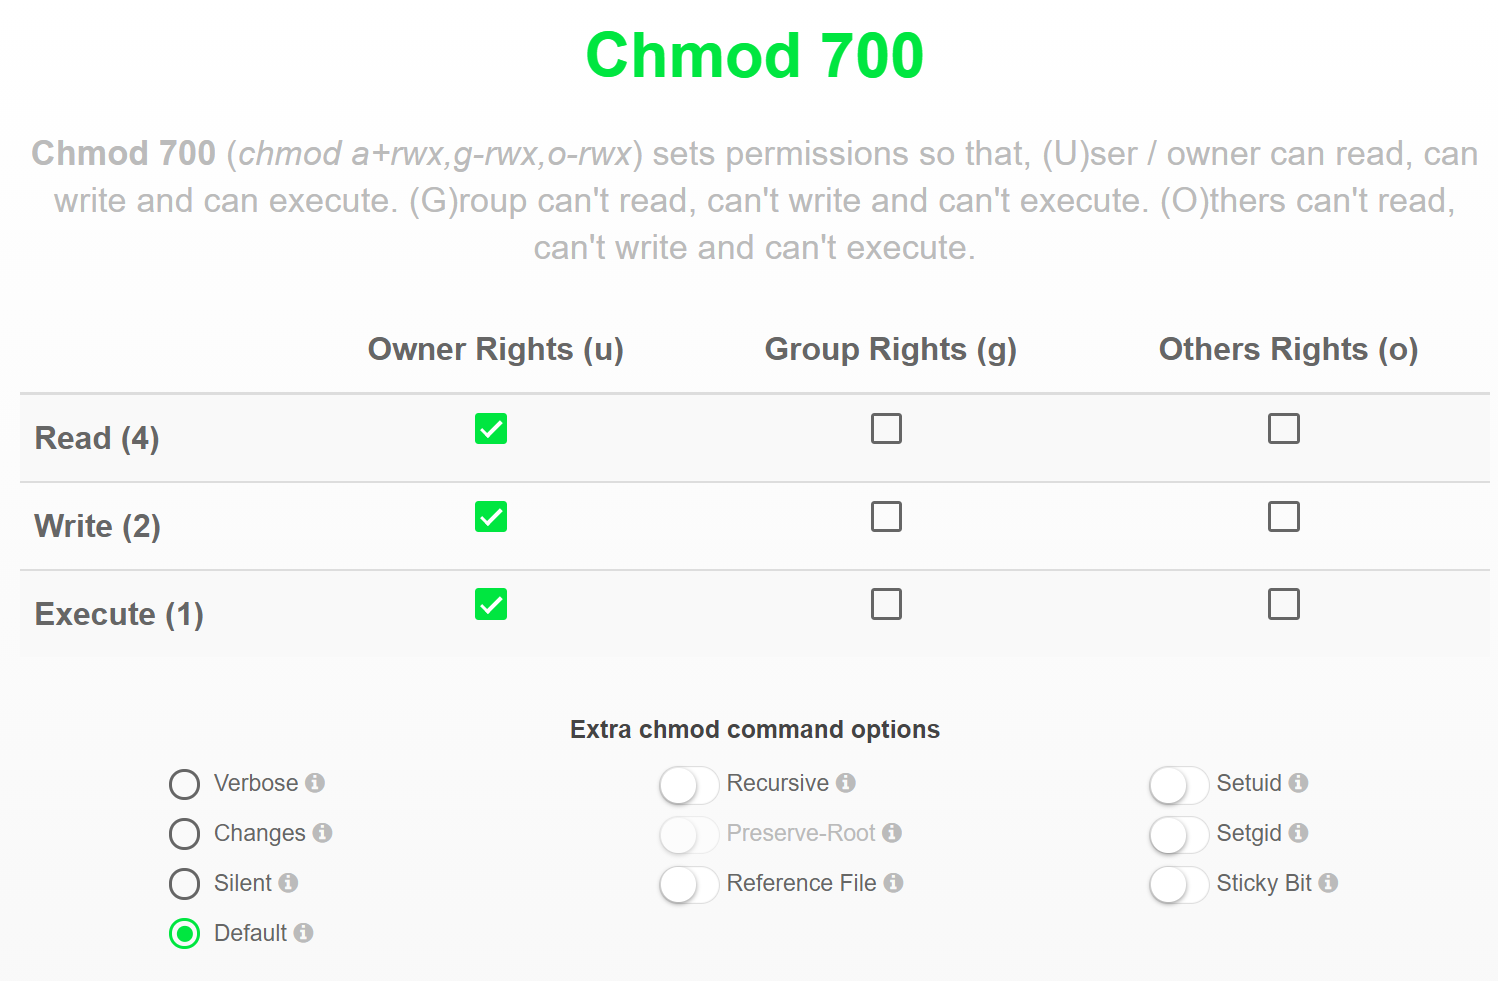 Chmod 700
Chmod 700 (chmod a+rwx,g-rwx,o-rwx) sets permissions so that, (U)ser / owner can read, can
write and can execute. (G)roup can't read, can't write and can't execute. (O)thers can't read,
can't write and can't execute.
Owner Rights (u) Group Rights (g) Others Rights (o)
Read (4)
Write (2)
Execute (1)
Extra chmod command options
Verbose Recursive Setuid
Changes Preserve-Root Setgid
Silent Reference File Sticky Bit
Default